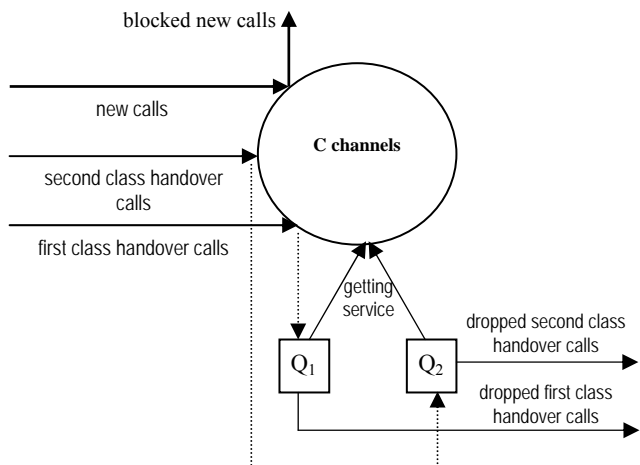 blocked new calls
new calls
C channels
second class handover
calls
first class handover calls
getting
service
Q1
Q2
dropped second class
handover calls
dropped first class
handover calls